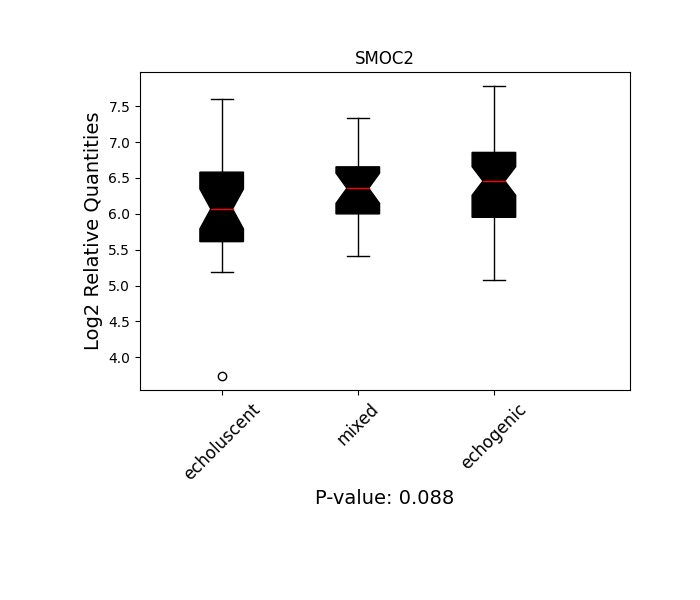 SMOC2
Log2 Relative Quantities
7.5
7.0
6.5
6.0
5.5
5.0
4.5
4.0
echoluscent
mixed
echogenic
P-value: 0.088